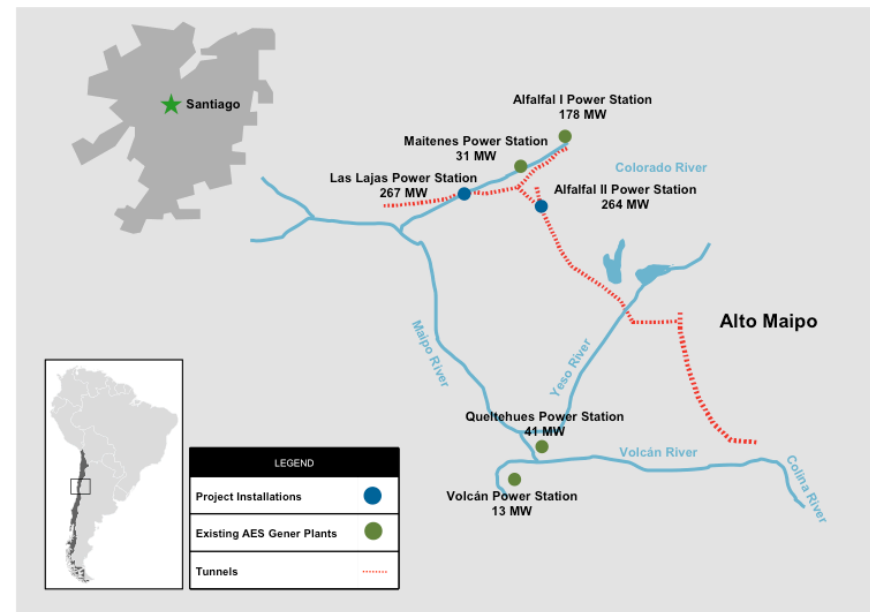 Santiago
Alfalfal I Power Station
178 MW
Maitenes Power Station
31 MW
Colorado River
Las Lajas Power Station
267 MW
Alfalfal II Power Station
264 MW
Alto Maipo
Maipo River
Yeso River
Queltehues Power Station
41 MW
Volcán River
Colina River
Volcán Power Station
13 MW
LEGEND
Project Installations
Existing AES Gener Plants
Tunnels